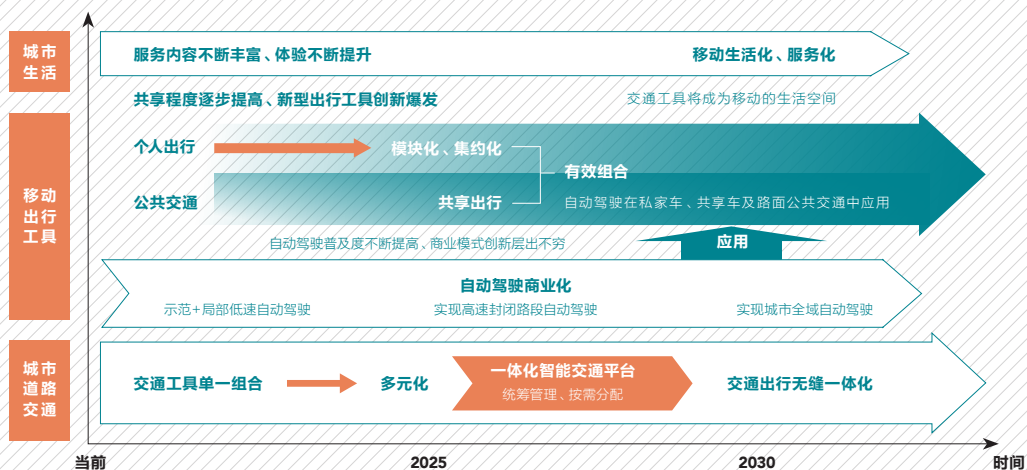 城市
生活
服务内容不断丰富、体验不断提升
移动生活化、服务化
共享程度逐步提高、新型出行工具创新爆发
交通工具将成为移动的生活空间
移动
出行
工具
个人出行
模块化、集约化
有效组合
公共交通
共享出行
自动驾驶在私家车、共享车及路面公共交通中应用
自动驾驶普及度不断提高、商业模式创新层出不穷
应用
自动驾驶商业化
示范+局部低速自动驾驶
实现高速封闭路段自动驾驶
实现城市全域自动驾驶
城市
道路
交通
交通工具单一组合
多元化
一体化智能交通平台
统筹管理、按需分配
交通出行无缝一体化
当前
2025
2030
时间